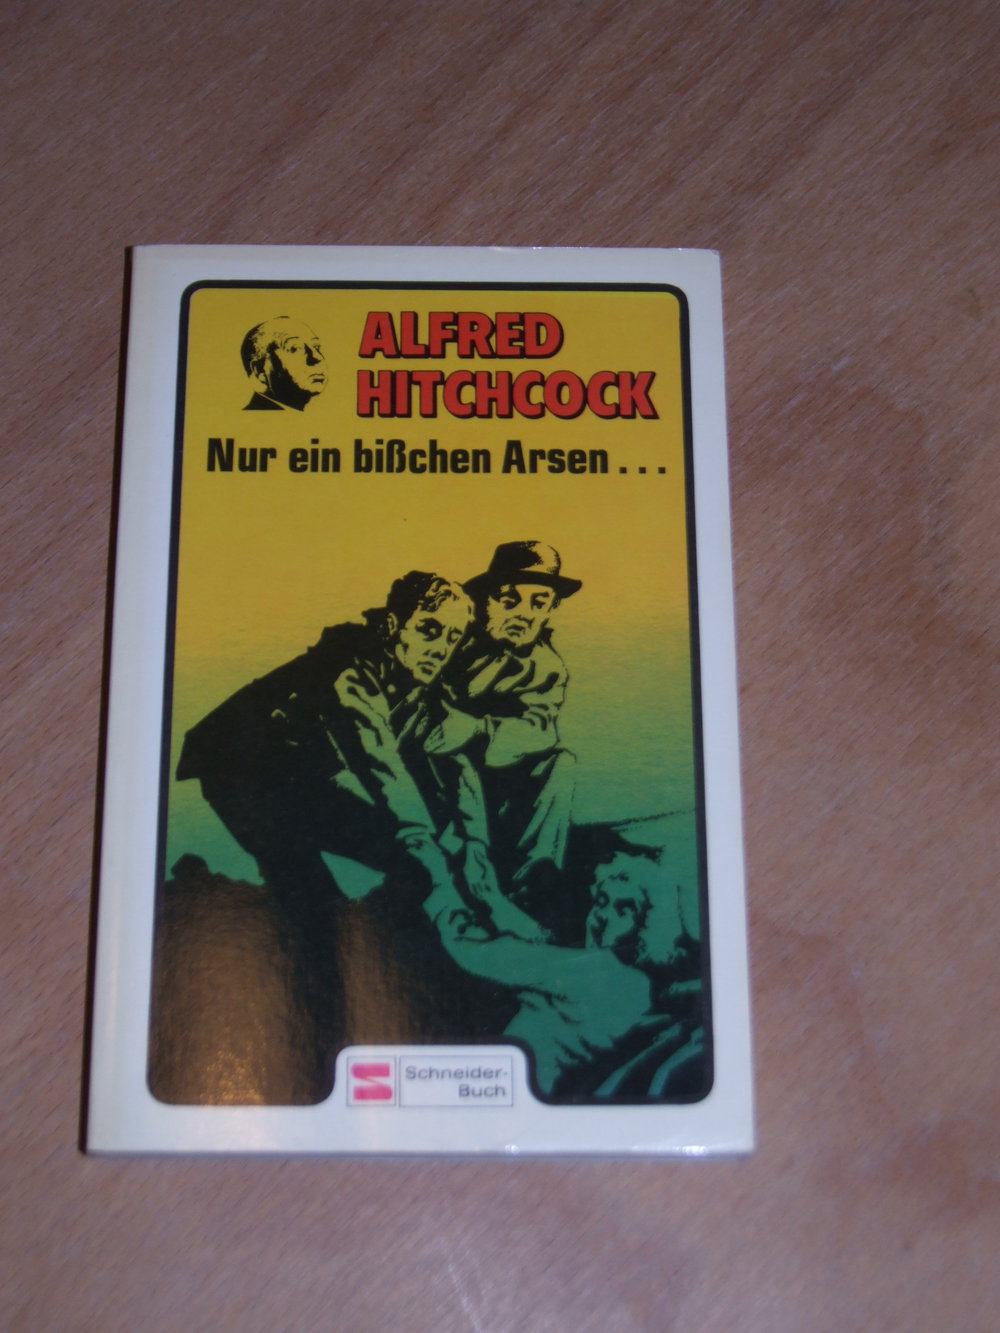 ALFRED
HITCHCOCK
Nur ein bißchen Arsen...
Schneider-
Buch